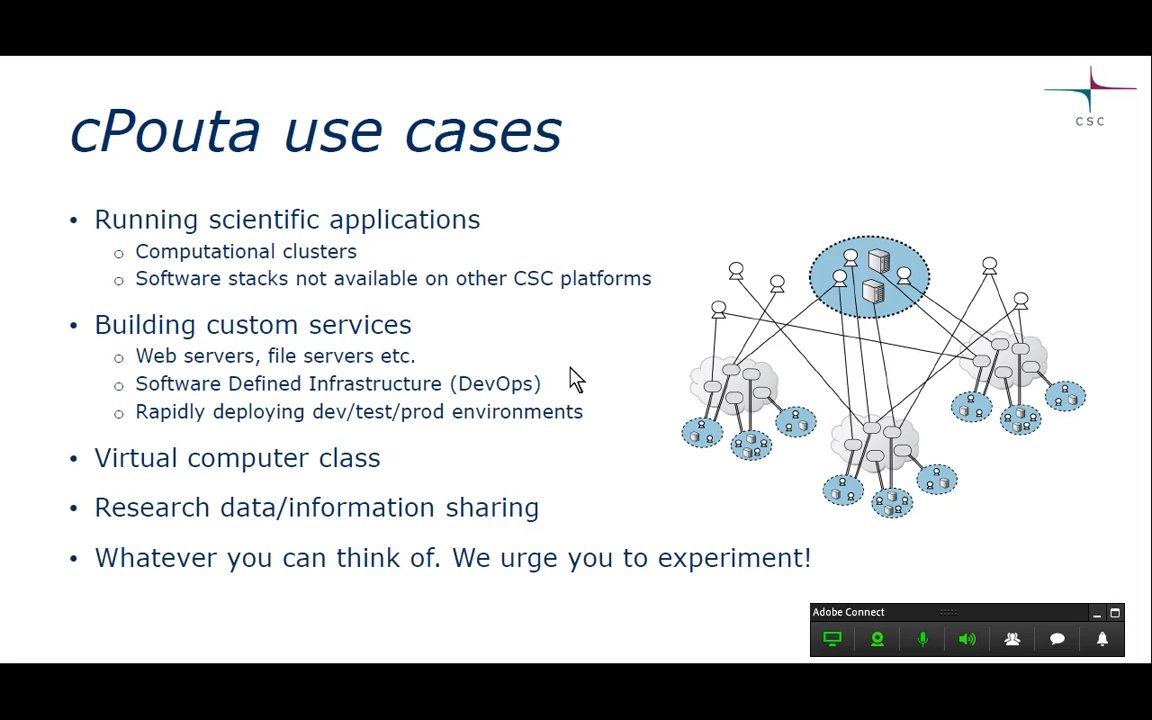 CSC
cPouta use cases
• Running scientific applications
o Computational clusters
o Software stacks not available on other CSC platforms
• Building custom services
o Web servers, file servers etc.
o Software Defined Infrastructure (DevOps)
o Rapidly deploying dev/test/prod environments
• Virtual computer class
• Research data/information sharing
• Whatever you can think of. We urge you to experiment!
Adobe Connect